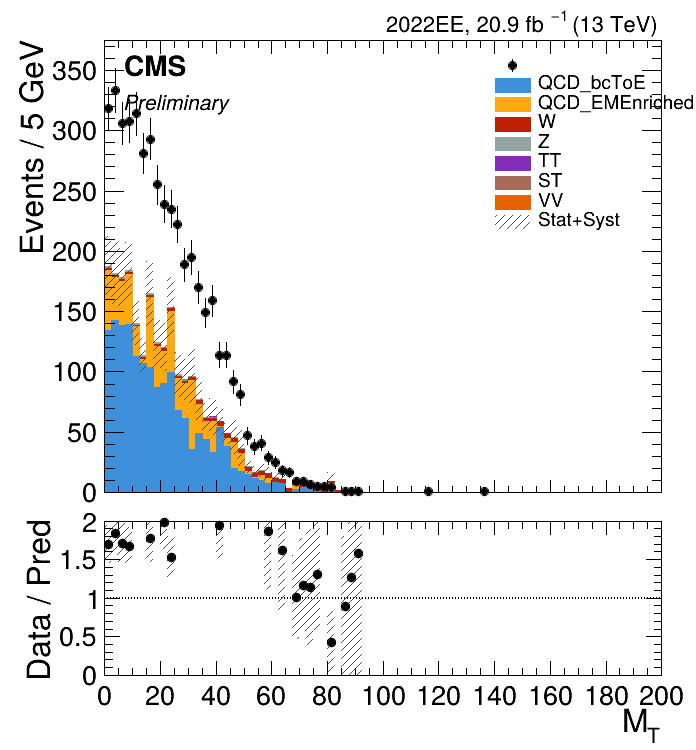 2022EE, 20.9 fb⁻¹ (13 TeV)
Events / 5 GeV
350
300
250
200
150
100
50
0
CMS
Preliminary
QCD_bcToE
QCD_EMEnriched
W
Z
TT
ST
VV
Stat+Syst
Data / Pred
2
1.5
1
0.5
0
0 20 40 60 80 100 120 140 160 180 200
M_T